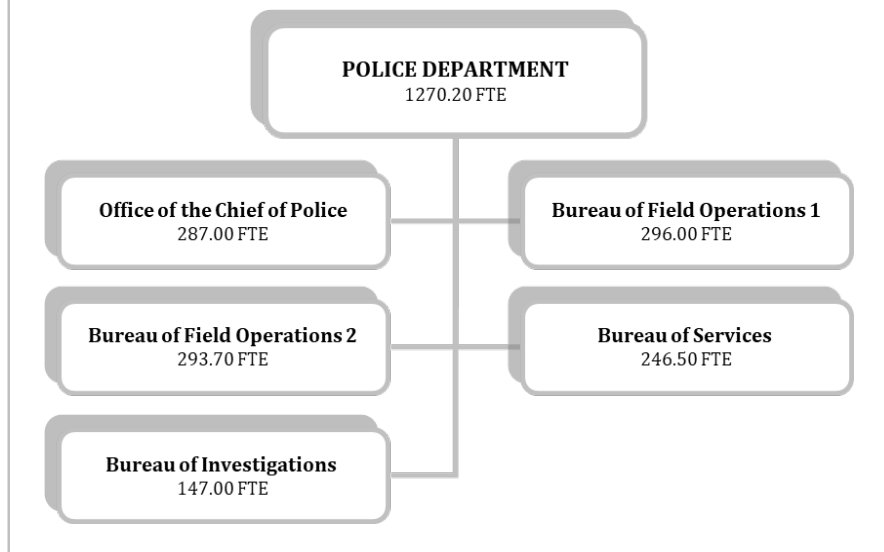 POLICE DEPARTMENT
1270.20 FTE
Office of the Chief of Police
287.00 FTE
Bureau of Field Operations 1
296.00 FTE
Bureau of Field Operations 2
293.70 FTE
Bureau of Services
246.50 FTE
Bureau of Investigations
147.00 FTE